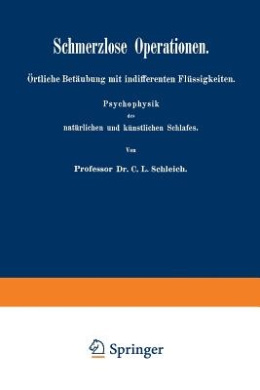 Schmerzlose Operationen.
Örtliche Betäubung mit indifferenten Flüssigkeiten.
Psychophysik
des
natürlichen und künstlichen Schlafes.
Von
Professor Dr. C. L. Schleich.
Springer